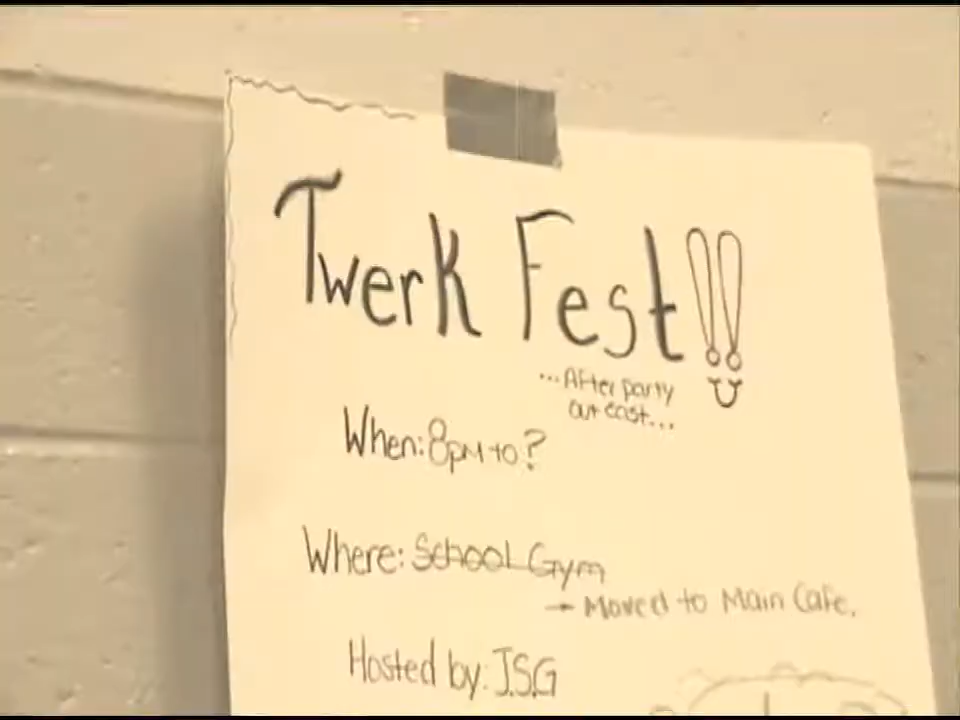 Twerk Fest!!
...After party
out east...
When: 8pm to?
Where: School Gym
→ Moved to Main Cafe.
Hosted by: J.S.G